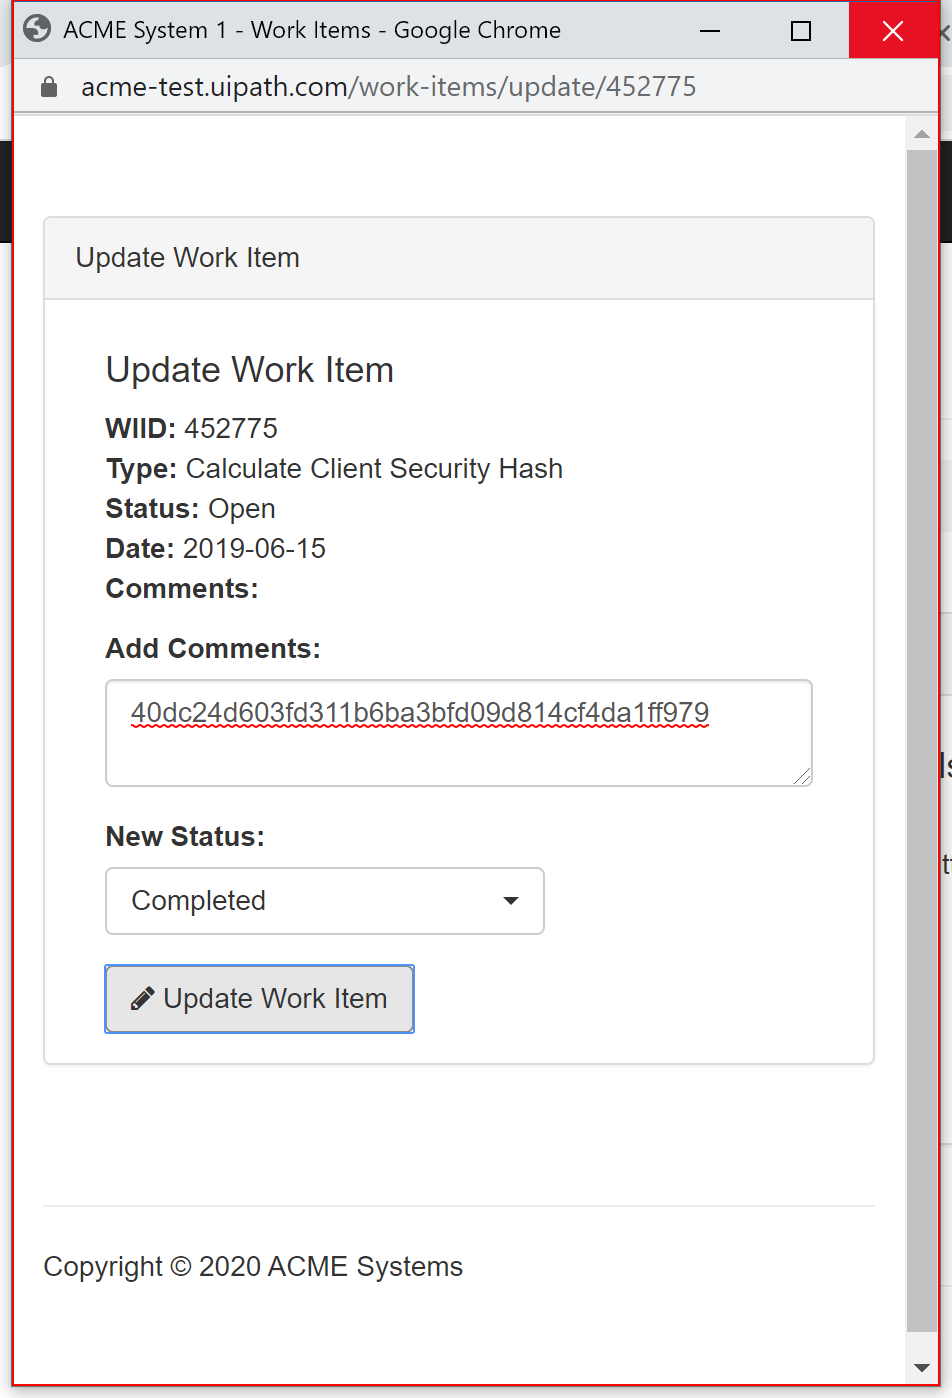 ACME System 1 - Work Items - Google Chrome
acme-test.uipath.com/work-items/update/452775
Update Work Item
Update Work Item
WIID: 452775
Type: Calculate Client Security Hash
Status: Open
Date: 2019-06-15
Comments:
Add Comments:
40dc24d603fd311b6ba3bfd09d814cf4da1ff979
New Status:
Completed
Update Work Item
Copyright © 2020 ACME Systems